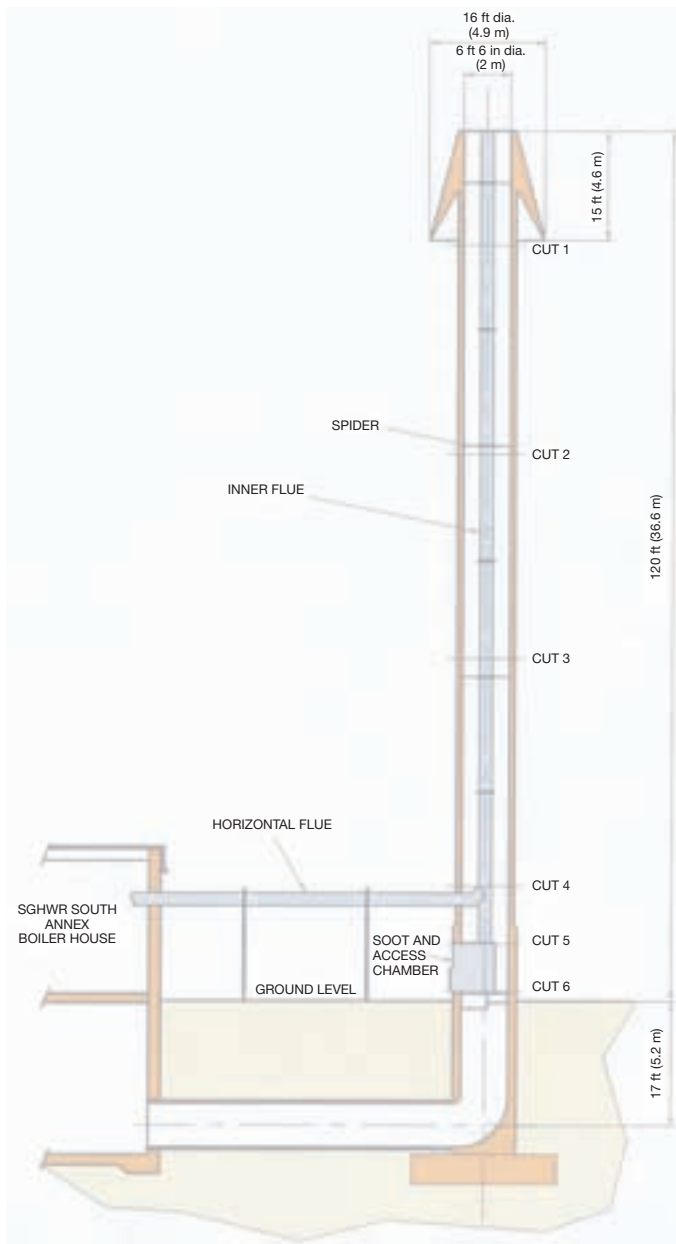 16 ft dia.
(4.9 m)
6 ft 6 in dia.
(2 m)
15 ft (4.6 m)
CUT 1
SPIDER
CUT 2
INNER FLUE
120 ft (36.6 m)
CUT 3
HORIZONTAL FLUE
CUT 4
SGHWR SOUTH
ANNEX
BOILER HOUSE
SOOT AND
ACCESS
CHAMBER
CUT 5
GROUND LEVEL
CUT 6
17 ft (5.2 m)